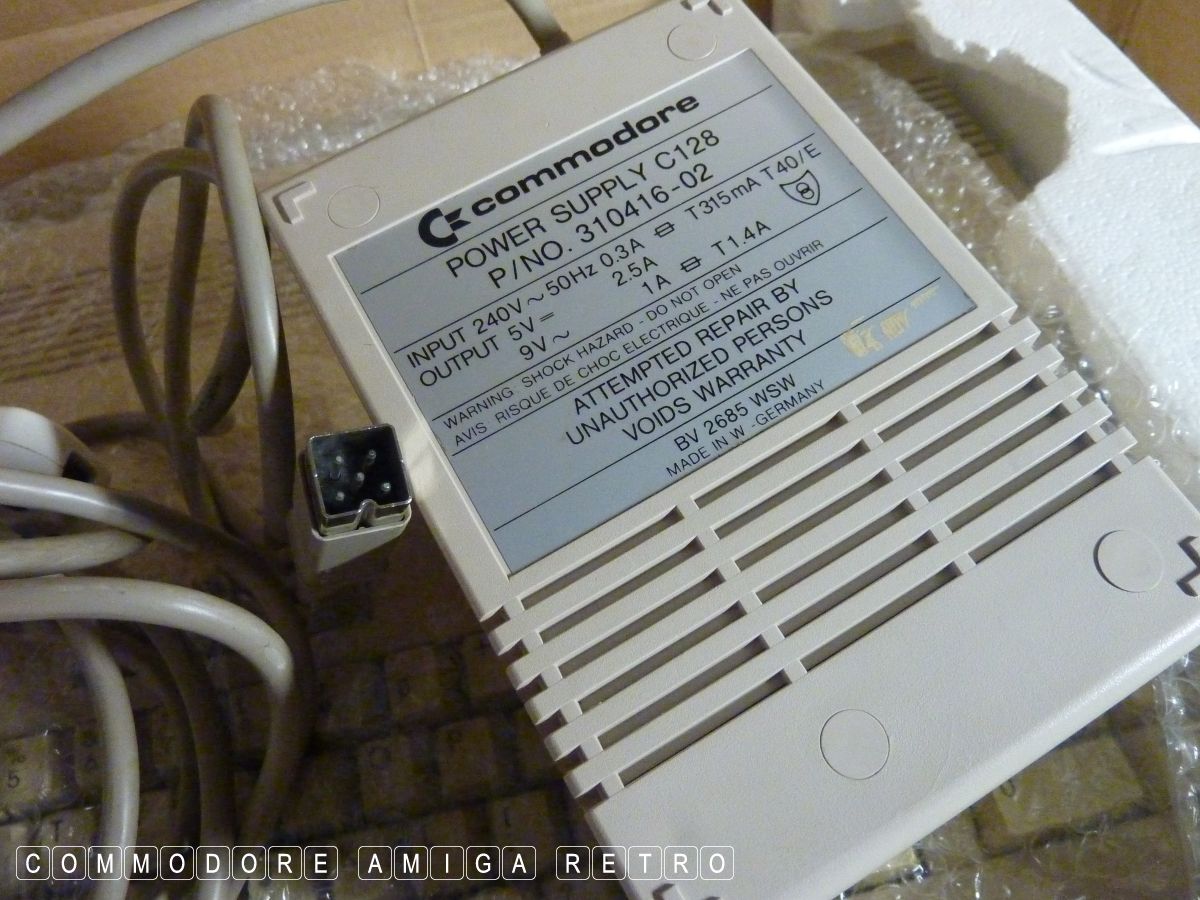 commodore
POWER SUPPLY C128
P/NO. 310416-02
INPUT 240V ~ 50Hz 0.3A T315mA T40/E
OUTPUT 5V = 2.5A
9V ~ 1A T1.4A
8
WARNING: SHOCK HAZARD - DO NOT OPEN
AVIS RISQUE DE CHOC ELECTRIQUE - NE PAS OUVRIR
ATTEMPTED REPAIR BY
UNAUTHORIZED PERSONS
VOIDS WARRANTY
BV 2685 WSW
MADE IN W.-GERMANY
%
5
T
COMMODORE AMIGA RETRO